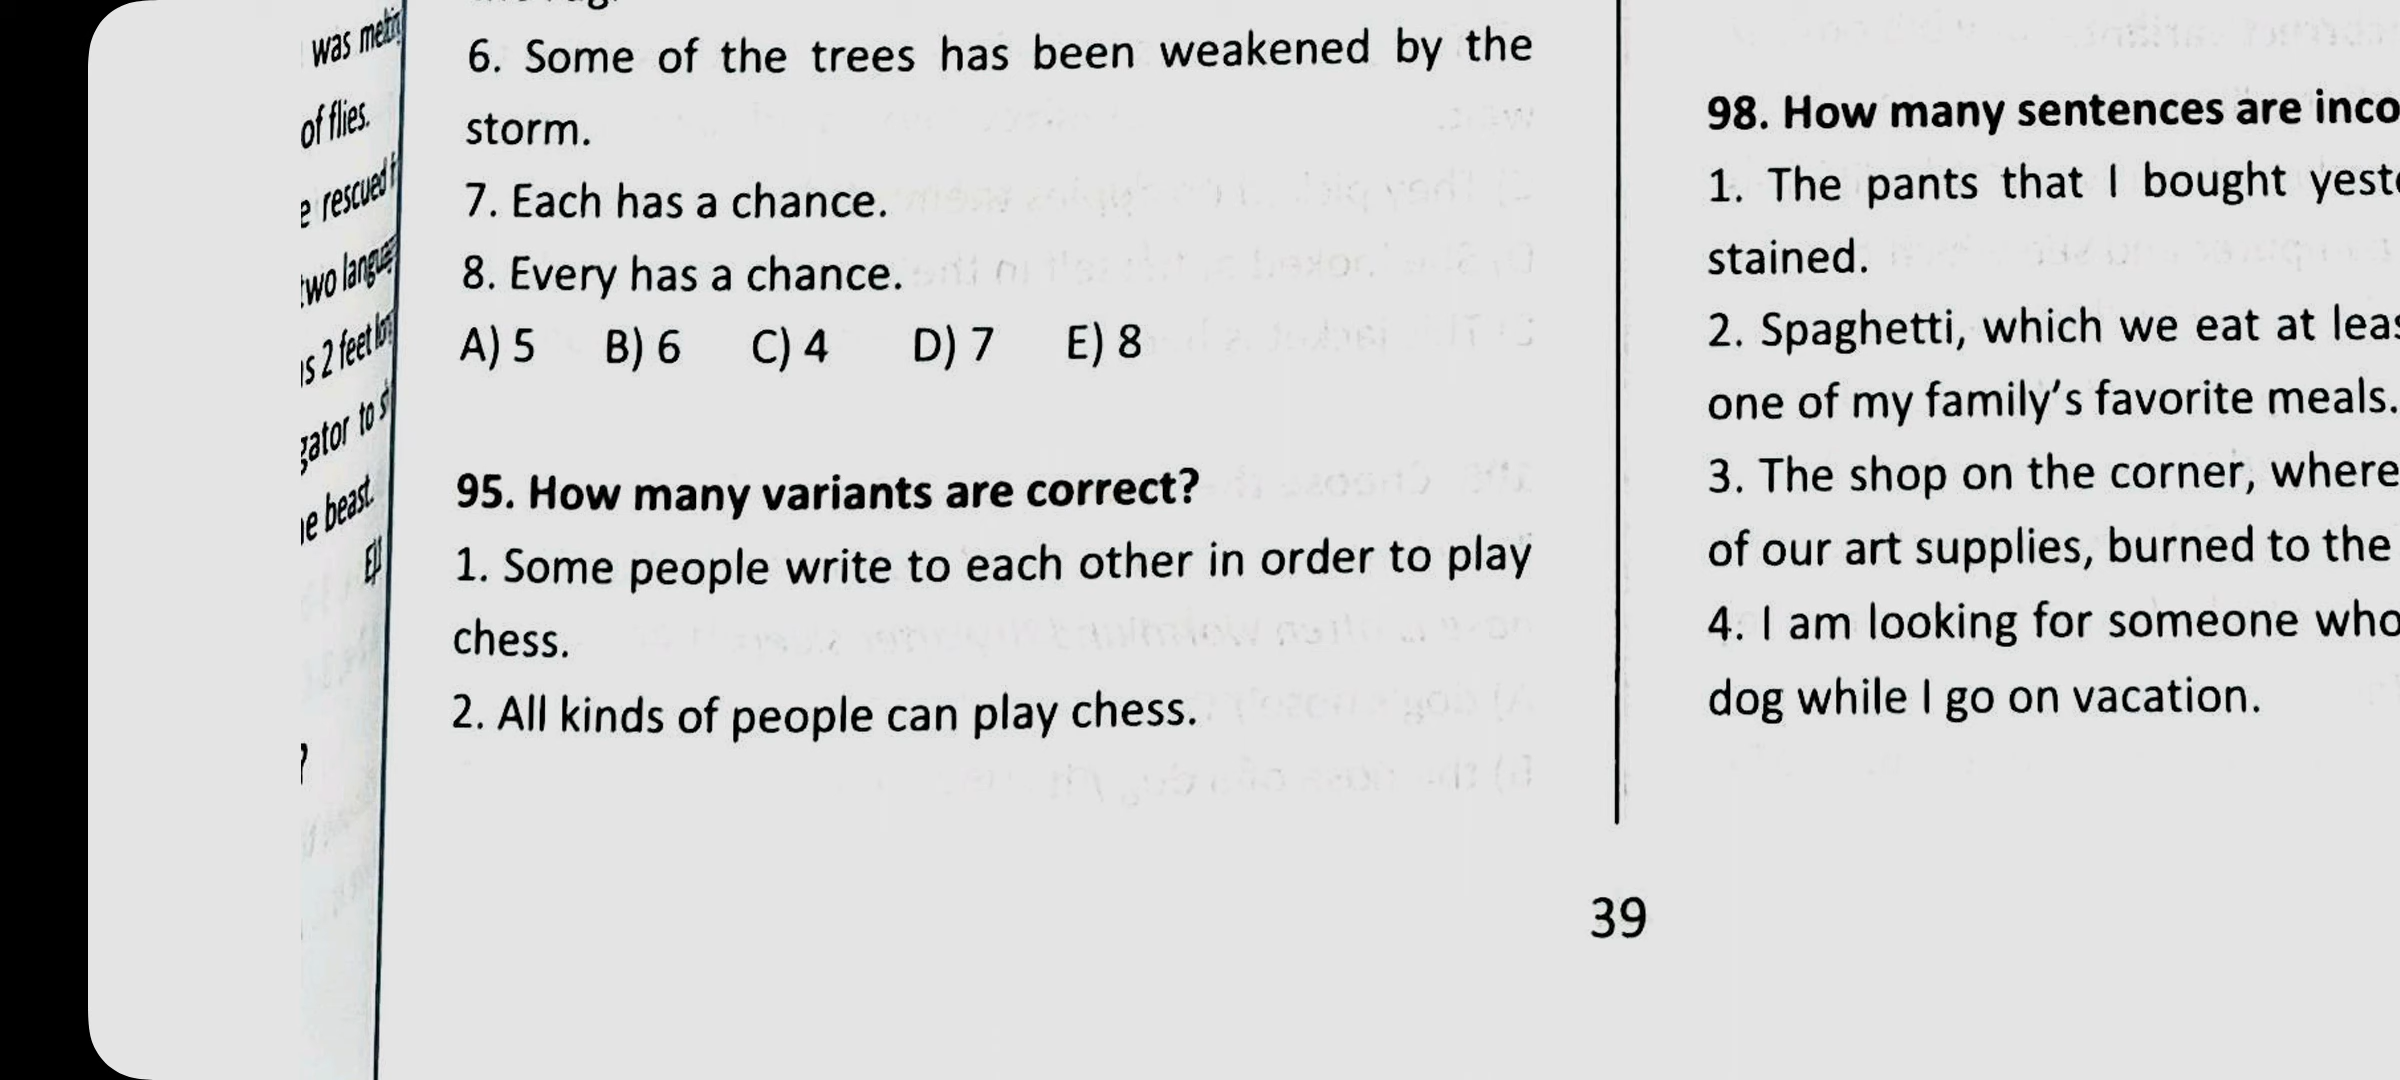 was
of flies.
rescued
two
2 feet
to
beast.
6. Some of the trees has been weakened by the
storm.
7. Each has a chance.
8. Every has a chance.
A) 5 B) 6 C) 4 D) 7 E) 8
95. How many variants are correct?
1. Some people write to each other in order to play
chess.
2. All kinds of people can play chess.
98. How many sentences are
1. The pants that I bought
stained.
2. Spaghetti, which we eat at
one of my family's favorite meals.
3. The shop on the corner, where
of our art supplies, burned to the
4. I am looking for someone who
dog while I go on vacation.
39